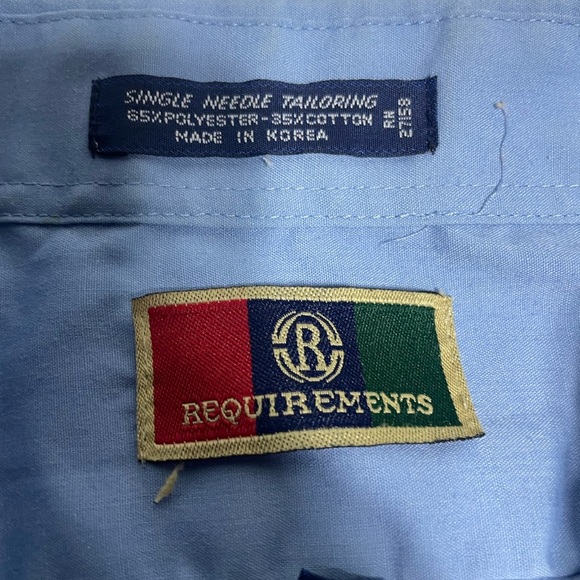 SINGLE NEEDLE TAILORING
65% POLYESTER-35% COTTON
MADE IN KOREA
RN
27158
R
REQUIREMENTS